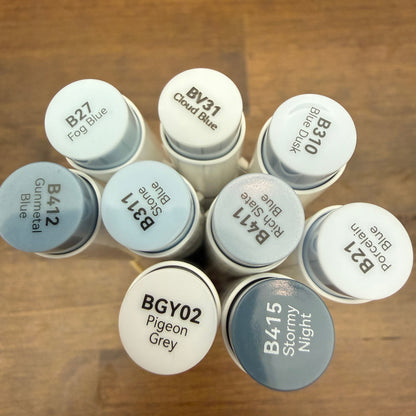 B27
Fog Blue
BV31
Cloud Blue
B310
Blue Dusk
B412
Gunmetal
Blue
B311
Stone
Blue
B411
Rich Slate
Blue
B21
Porcelain
Blue
BGY02
Pigeon
Grey
B415
Stormy
Night